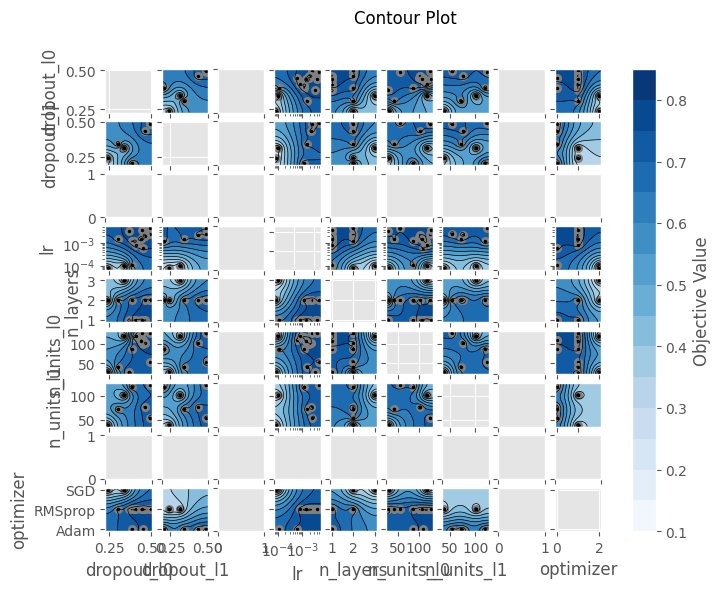 Contour Plot
dropout_l0
0.50
0.25
dropout_l1
0.50
0.25
1
0
lr
10⁻³
10⁻⁴
n_layers
3
2
1
n_units_l0
100
50
n_units_l1
100
50
1
0
optimizer
SGD
RMSprop
Adam
0.25 0.50
0.25 0.50
1
10⁻⁴ 10⁻³
1 2 3
50 100
50 100
0 1
0 2
dropout_l0 dropout_l1 lr n_layers n_units_l0 n_units_l1 optimizer
0.8
0.7
0.6
0.5
0.4
0.3
0.2
0.1
Objective Value